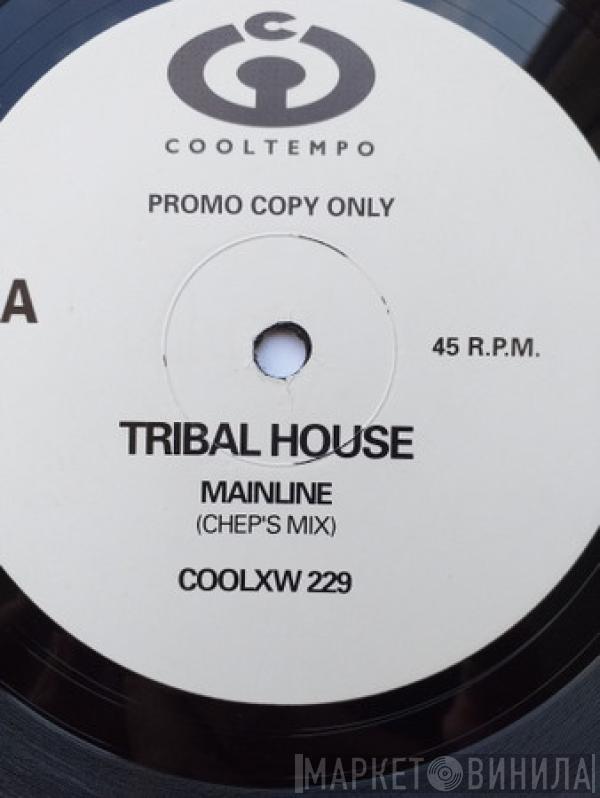 C
COOLTEMPO
PROMO COPY ONLY
A
45 R.P.M.
TRIBAL HOUSE
MAINLINE
(CHEP'S MIX)
COOLXW 229
МАРКЕТ ВИНИЛА